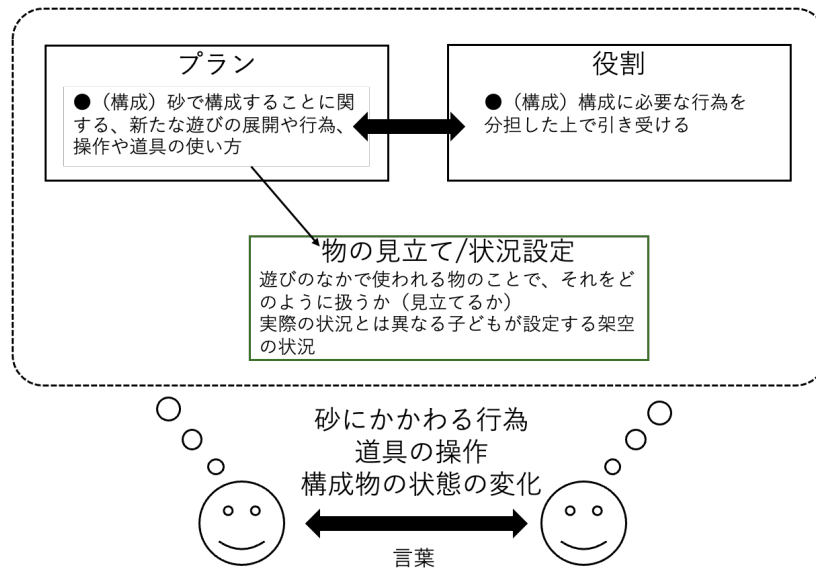 プラン
●（構成）砂で構成することに関
する、新たな遊びの展開や行為、
操作や道具の使い方
役割
●（構成）構成に必要な行為を
分担した上で引き受ける
物の見立て/状況設定
遊びのなかで使われる物のことで、それをど
のように扱うか（見立てるか）
実際の状況とは異なる子どもが設定する架空
の状況
砂にかかわる行為
道具の操作
構成物の状態の変化
言葉